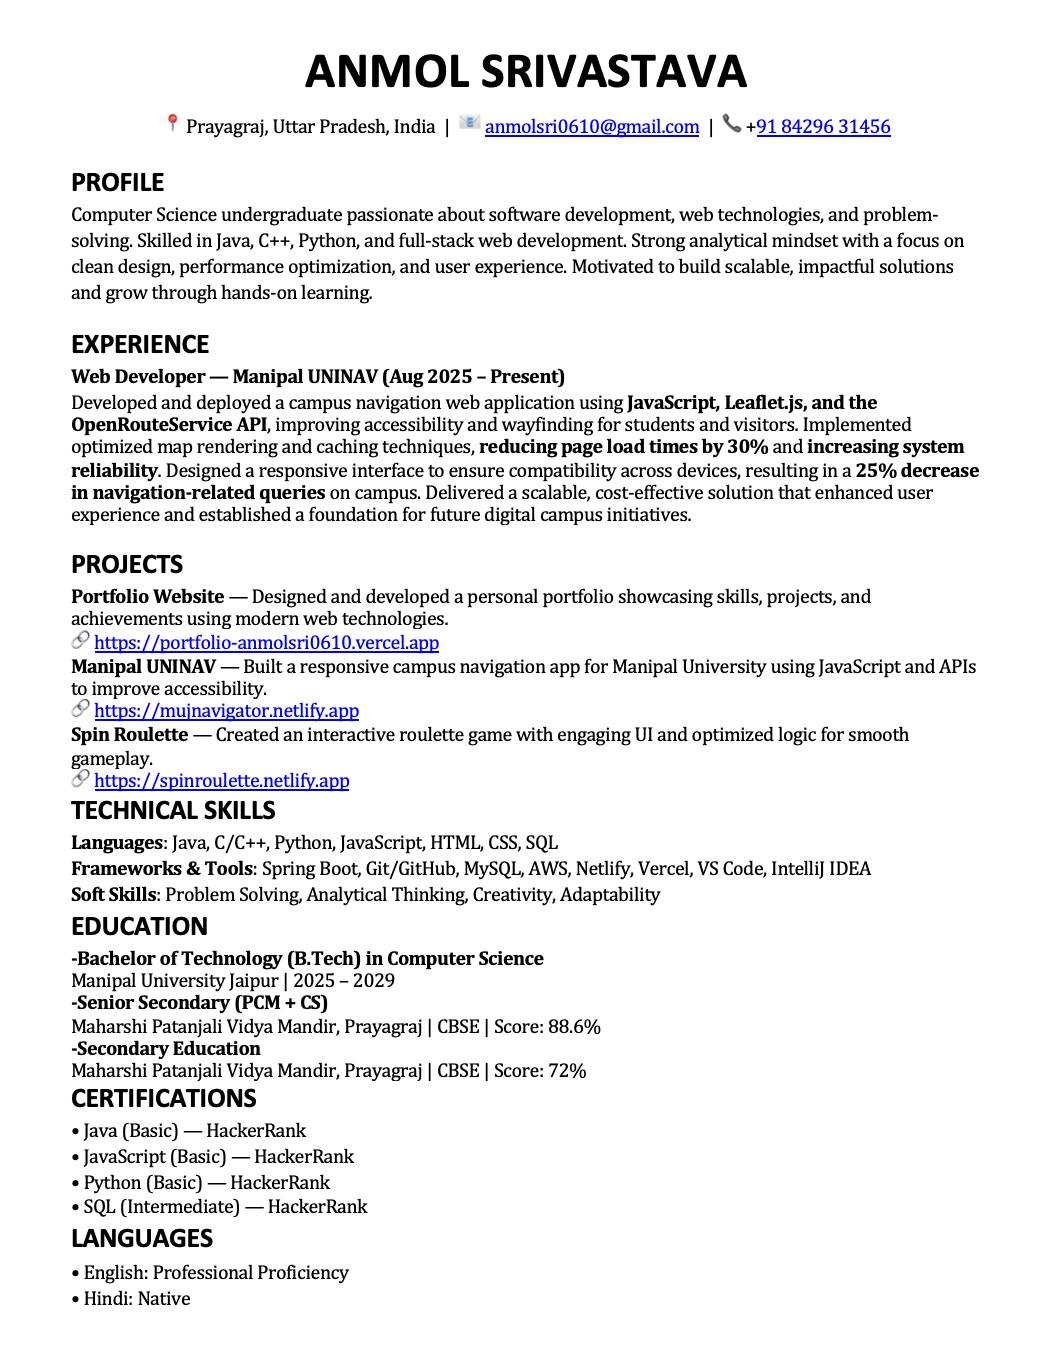 ANMOL SRIVASTAVA
📍 Prayagraj, Uttar Pradesh, India | 📧 anmolsri0610@gmail.com | 📞 +91 84296 31456
PROFILE
Computer Science undergraduate passionate about software development, web technologies, and problem-
solving. Skilled in Java, C++, Python, and full-stack web development. Strong analytical mindset with a focus on
clean design, performance optimization, and user experience. Motivated to build scalable, impactful solutions
and grow through hands-on learning.
EXPERIENCE
Web Developer — Manipal UNINAV (Aug 2025 – Present)
Developed and deployed a campus navigation web application using JavaScript, Leaflet.js, and the
OpenRouteService API, improving accessibility and wayfinding for students and visitors. Implemented
optimized map rendering and caching techniques, reducing page load times by 30% and increasing system
reliability. Designed a responsive interface to ensure compatibility across devices, resulting in a 25% decrease
in navigation-related queries on campus. Delivered a scalable, cost-effective solution that enhanced user
experience and established a foundation for future digital campus initiatives.
PROJECTS
Portfolio Website — Designed and developed a personal portfolio showcasing skills, projects, and
achievements using modern web technologies.
🔗 https://portfolio-anmolsri0610.vercel.app
Manipal UNINAV — Built a responsive campus navigation app for Manipal University using JavaScript and APIs
to improve accessibility.
🔗 https://mujnavigator.netlify.app
Spin Roulette — Created an interactive roulette game with engaging UI and optimized logic for smooth
gameplay.
🔗 https://spinroulette.netlify.app
TECHNICAL SKILLS
Languages: Java, C/C++, Python, JavaScript, HTML, CSS, SQL
Frameworks & Tools: Spring Boot, Git/GitHub, MySQL, AWS, Netlify, Vercel, VS Code, IntelliJ IDEA
Soft Skills: Problem Solving, Analytical Thinking, Creativity, Adaptability
EDUCATION
-Bachelor of Technology (B.Tech) in Computer Science
Manipal University Jaipur | 2025 – 2029
-Senior Secondary (PCM + CS)
Maharshi Patanjali Vidya Mandir, Prayagraj | CBSE | Score: 88.6%
-Secondary Education
Maharshi Patanjali Vidya Mandir, Prayagraj | CBSE | Score: 72%
CERTIFICATIONS
• Java (Basic) — HackerRank
• JavaScript (Basic) — HackerRank
• Python (Basic) — HackerRank
• SQL (Intermediate) — HackerRank
LANGUAGES
• English: Professional Proficiency
• Hindi: Native